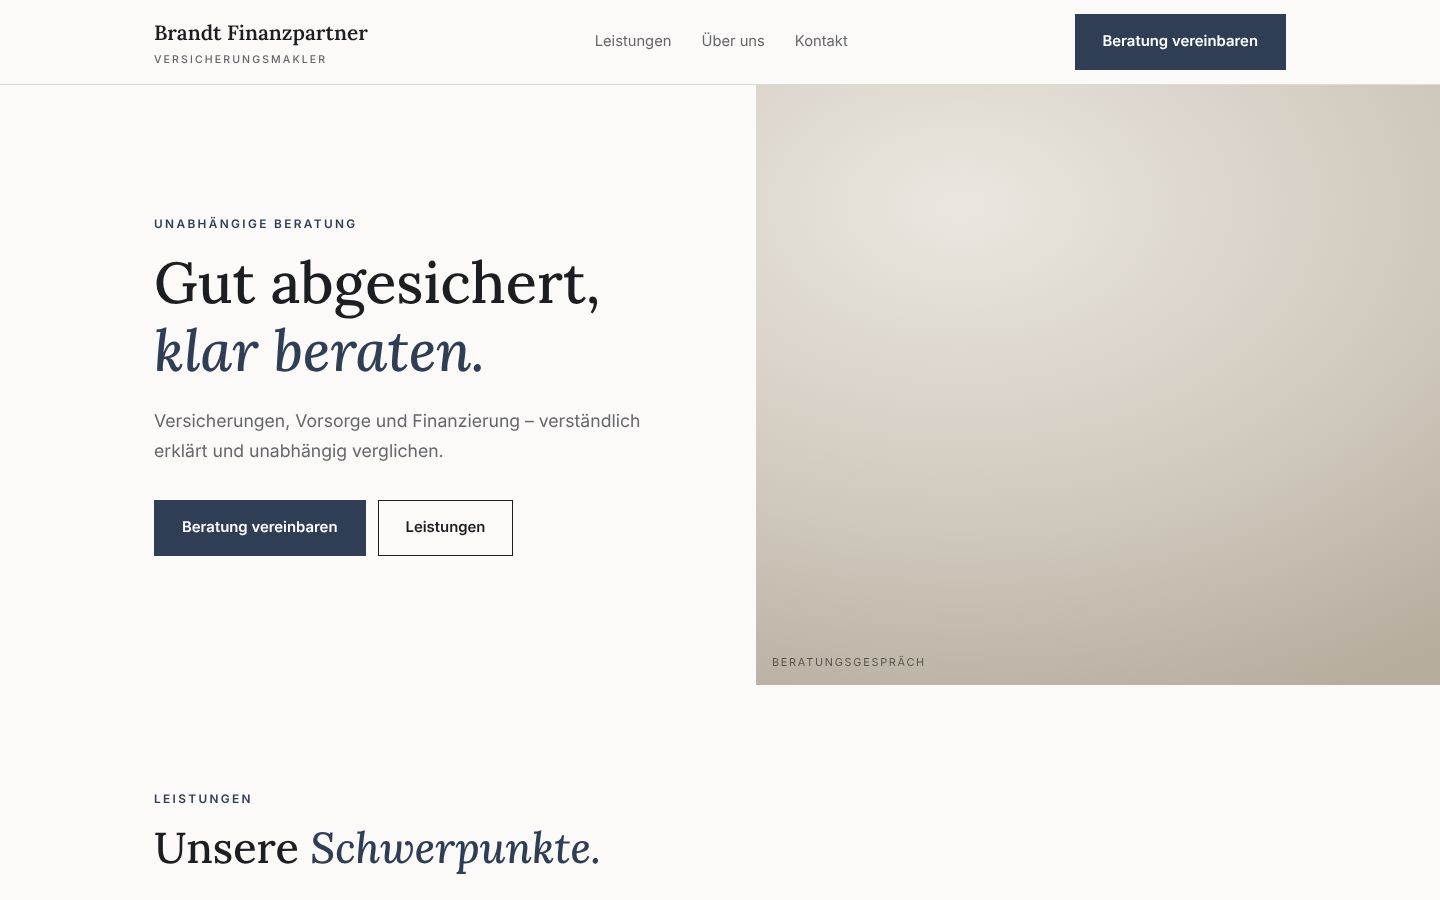 Brandt Finanzpartner
VERSICHERUNGSMAKLER
Leistungen
Über uns
Kontakt
Beratung vereinbaren
UNABHÄNGIGE BERATUNG
Gut abgesichert,
klar beraten.
Versicherungen, Vorsorge und Finanzierung – verständlich
erklärt und unabhängig verglichen.
Beratung vereinbaren
Leistungen
BERATUNGSGESPRÄCH
LEISTUNGEN
Unsere Schwerpunkte.